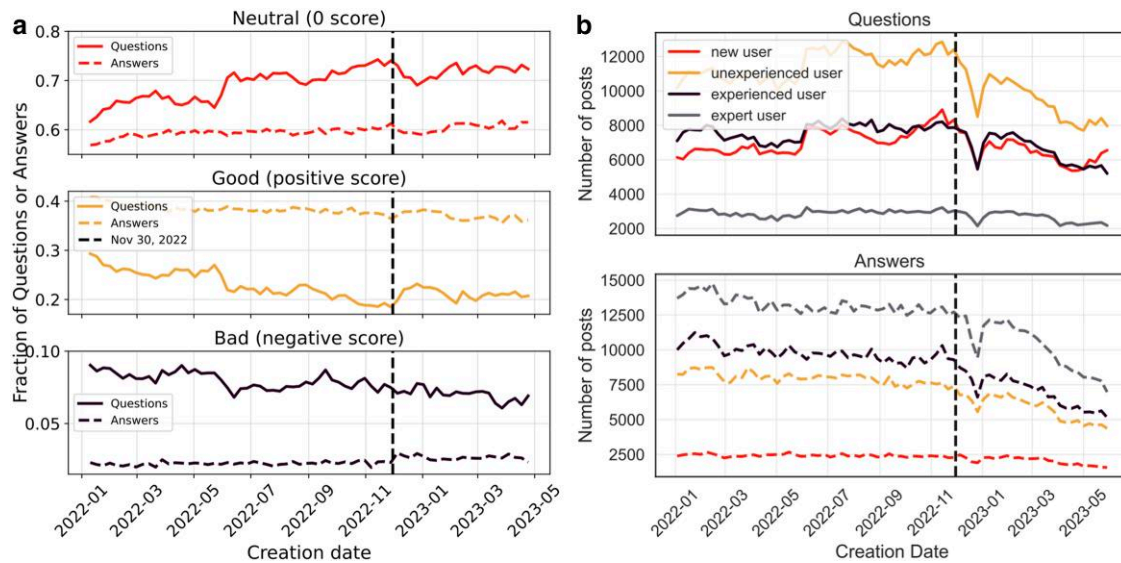 a
Neutral (0 score)
0.8
0.7
0.6
Questions
Answers
Good (positive score)
0.4
0.3
0.2
Questions
Answers
Nov 30, 2022
Bad (negative score)
0.10
0.05
Questions
Answers
Fraction of Questions or Answers
2022-01
2022-03
2022-05
2022-07
2022-09
2022-11
2023-01
2023-03
2023-05
Creation date
b
Questions
12000
10000
8000
6000
4000
2000
Number of posts
new user
unexperienced user
experienced user
expert user
Answers
15000
12500
10000
7500
5000
2500
Number of posts
2022-01
2022-03
2022-05
2022-07
2022-09
2022-11
2023-01
2023-03
2023-05
Creation Date